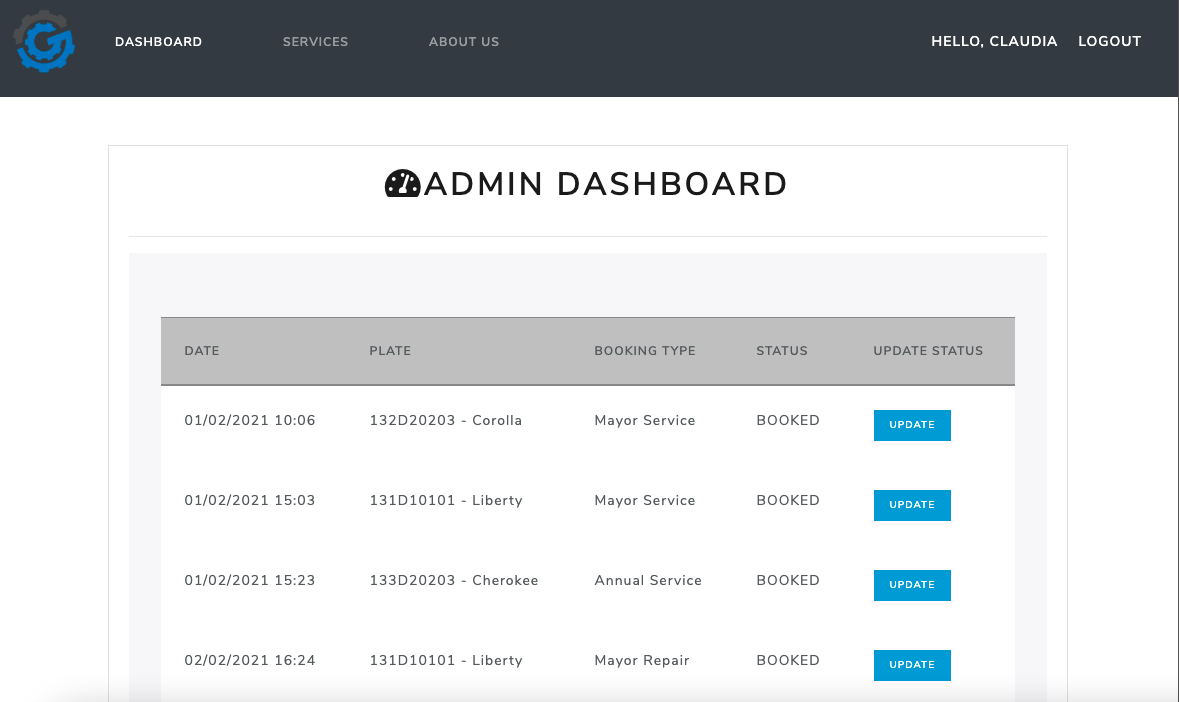 DASHBOARD SERVICES ABOUT US HELLO, CLAUDIA LOGOUT
ADMIN DASHBOARD
DATE PLATE BOOKING TYPE STATUS UPDATE STATUS
01/02/2021 10:06 132D20203 - Corolla Mayor Service BOOKED UPDATE
01/02/2021 15:03 131D10101 - Liberty Mayor Service BOOKED UPDATE
01/02/2021 15:23 133D20203 - Cherokee Annual Service BOOKED UPDATE
02/02/2021 16:24 131D10101 - Liberty Mayor Repair BOOKED UPDATE